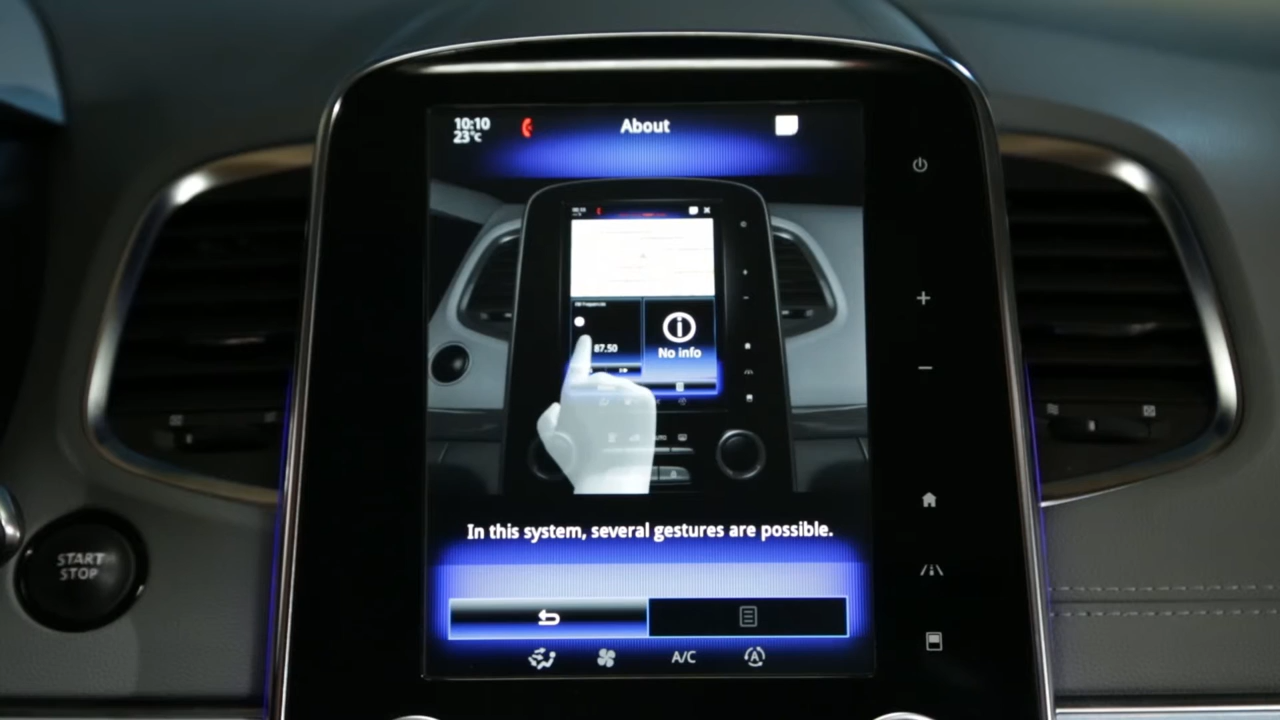 10:10
23°c
About
87.50
No info
In this system, several gestures are possible.
START
STOP
A/C